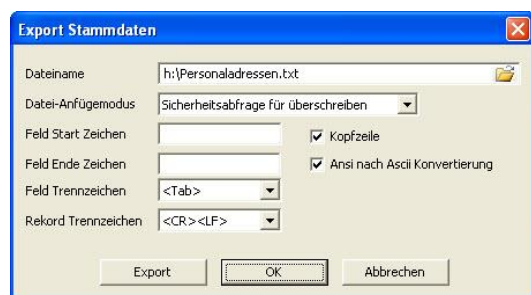 Export Stammdaten
Dateiname h:\Personaladressen.txt
Datei-Anfügemodus Sicherheitsabfrage für überschreiben
Feld Start Zeichen Kopfzeile
Feld Ende Zeichen Ansi nach Ascii Konvertierung
Feld Trennzeichen <Tab>
Rekord Trennzeichen <CR><LF>
Export OK Abbrechen